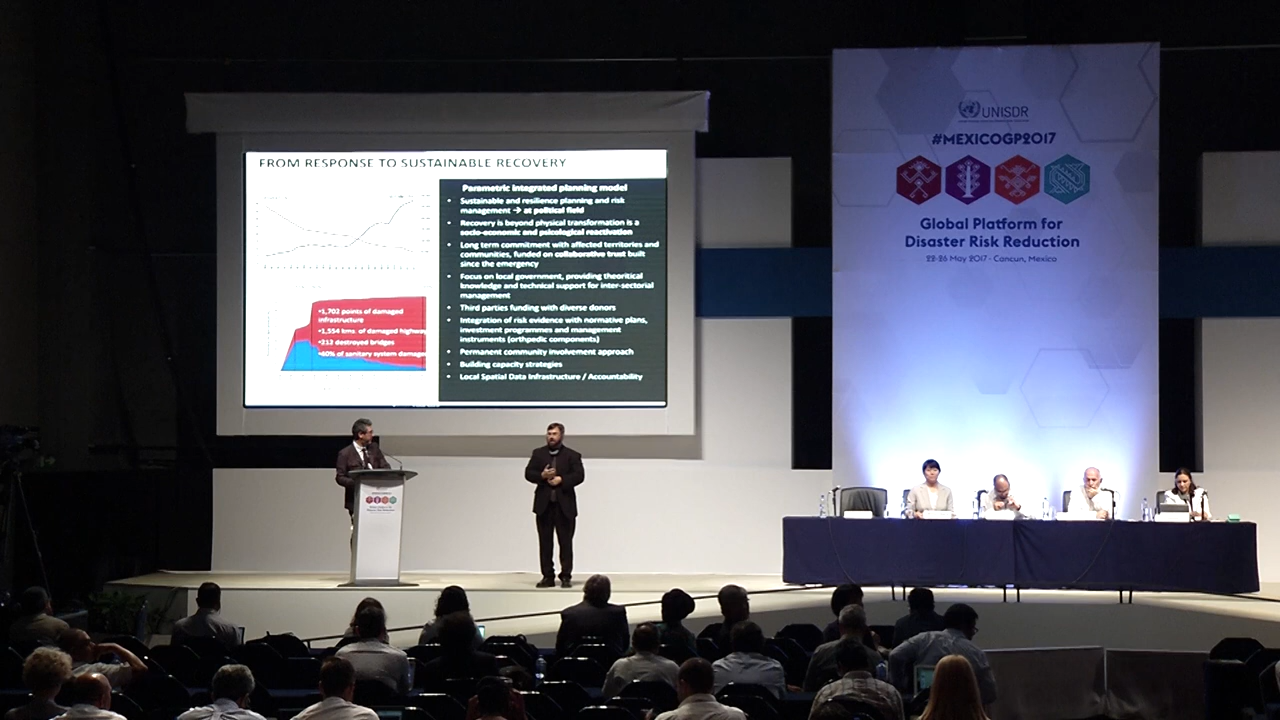 FROM RESPONSE TO SUSTAINABLE RECOVERY
•1,702 points of damaged
infrastructure
•1,554 kms of damaged highway
•212 destroyed bridges
•60% of sanitary system damage
Parametric integrated planning model
• Sustainable and resilience planning and risk
management → at political field
• Recovery is beyond physical transformation is a
socio-economic and psicological reactivation
• Long term commitment with affected territories and
communities, funded on collaborative trust built
since the emergency
• Focus on local government, providing theoritical
knowledge and technical support for inter-sectorial
management
• Third parties funding with diverse donors
• Integration of risk evidence with normative plans,
investment programmes and management
instruments (orthpedic components)
• Permanent community involvement approach
• Building capacity strategies
• Local Spatial Data Infrastructure / Accountability
UNISDR
#MEXICOGP2017
Global Platform for
Disaster Risk Reduction
22-26 May 2017 - Cancun, Mexico